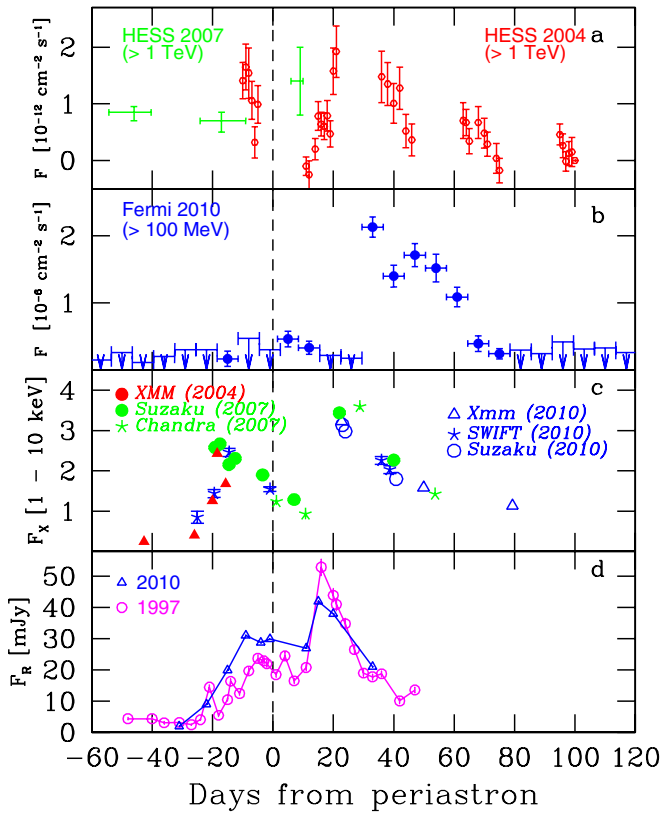 HESS 2007
(> 1 TeV)
HESS 2004
(> 1 TeV)
a
F [10⁻¹² cm⁻² s⁻¹]
2
1
0
Fermi 2010
(> 100 MeV)
b
F [10⁻⁶ cm⁻² s⁻¹]
2
1
XMM (2004)
Suzaku (2007)
Chandra (2007)
c
Xmm (2010)
SWIFT (2010)
Suzaku (2010)
F_X [1 − 10 keV]
4
3
2
1
2010
1997
d
F_R [mJy]
50
40
30
20
10
0
−60 −40 −20 0 20 40 60 80 100 120
Days from periastron